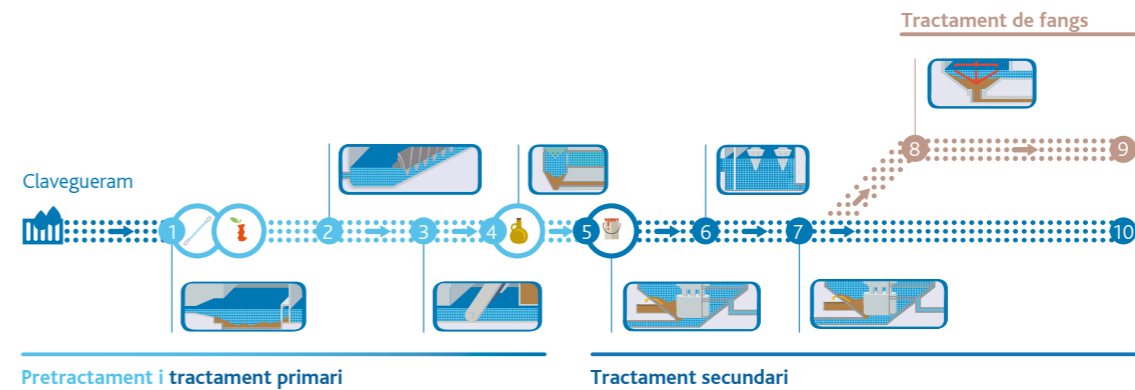 Tractament de fangs
8
9
Clavegueram
1
2
3
4
5
6
7
10
Pretractament i tractament primari
Tractament secundari